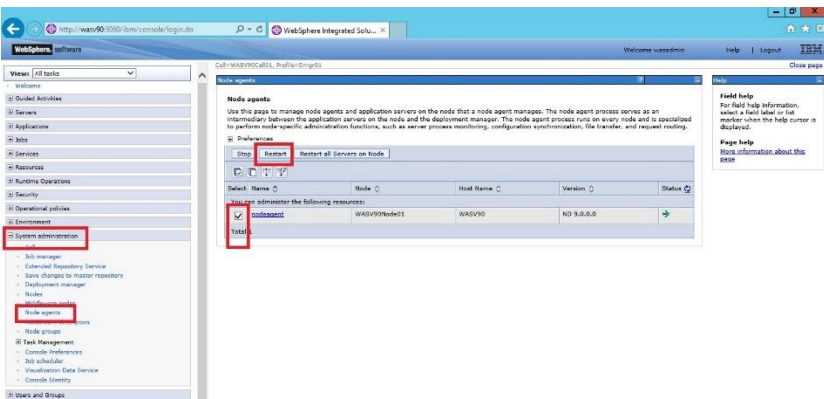 http://wasv90:9060/ibm/console/login.do
WebSphere Integrated Solu...
WebSphere. software
Welcome wasadmin
Help | Logout
IBM
Cell=WASV90Cell01, Profile=Dmgr01
Close page
View: All tasks
Welcome
Guided Activities
Servers
Applications
Jobs
Services
Resources
Runtime Operations
Security
Operational policies
Environment
System administration
Cell
Job manager
Extended Repository Service
Save changes to master repository
Deployment manager
Nodes
Middleware nodes
Node agents
Node groups
Task Management
Console Preferences
Job scheduler
Visualization Data Service
Console Identity
Users and Groups
Node agents
Node agents
Use this page to manage node agents and application servers on the node that a node agent manages. The node agent process serves as an
intermediary between the application servers on the node and the deployment manager. The node agent process runs on every node and is specialized
to perform node-specific administration functions, such as server process monitoring, configuration synchronization, file transfer, and request routing.
Preferences
Stop Restart Restart all Servers on Node
Select Name Node Host Name Version Status
You can administer the following resources:
nodeagent WASV90Node01 WASV90 ND 9.0.0.0
Total 1
Help
Field help
For field help information,
select a field label or list
marker when the help cursor is
displayed.
Page help
More information about this
page